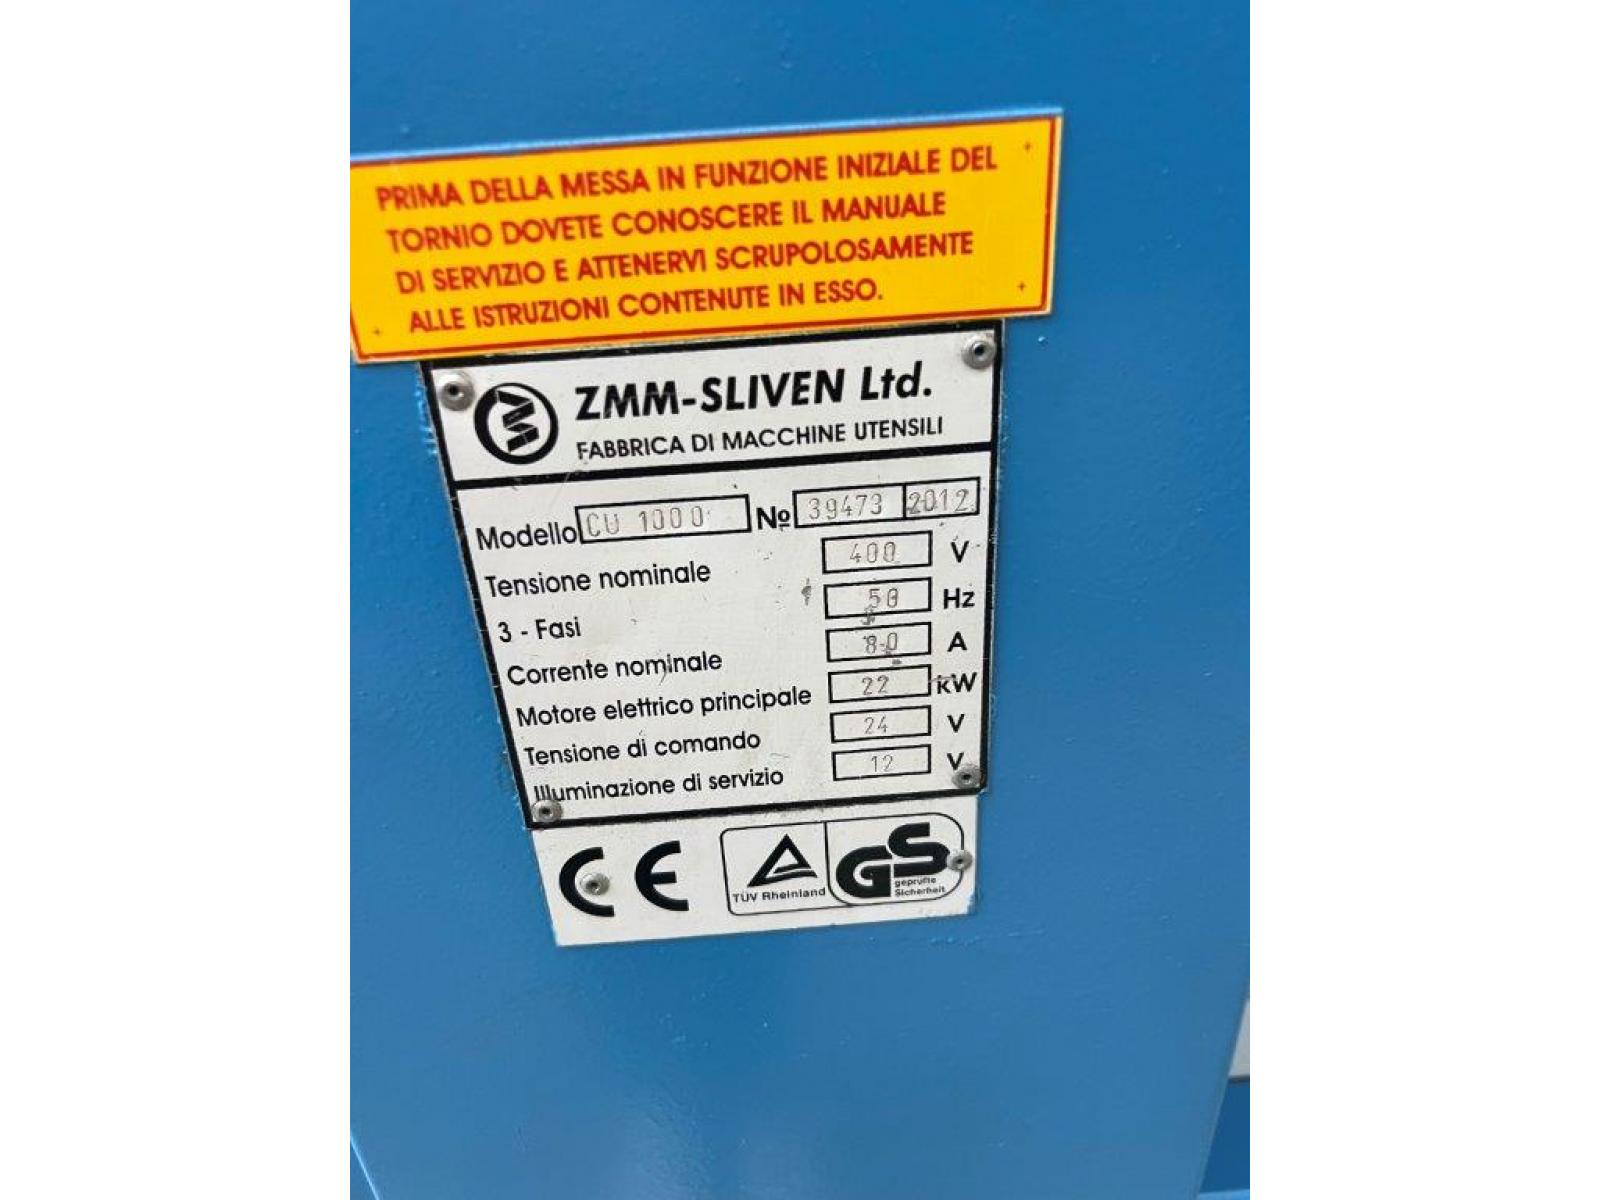 PRIMA DELLA MESSA IN FUNZIONE INIZIALE DEL
TORNIO DOVETE CONOSCERE IL MANUALE
DI SERVIZIO E ATTENERVI SCRUPOLOSAMENTE
ALLE ISTRUZIONI CONTENUTE IN ESSO.
ZMM-SLIVEN Ltd.
FABBRICA DI MACCHINE UTENSILI
Modello CU 1000 № 39473 2012
Tensione nominale 400 V
3 - Fasi 50 Hz
Corrente nominale 80 A
Motore elettrico principale 22 kW
Tensione di comando 24 V
Illuminazione di servizio 12 V
CE TÜV Rheinland GS geprüfte
Sicherheit